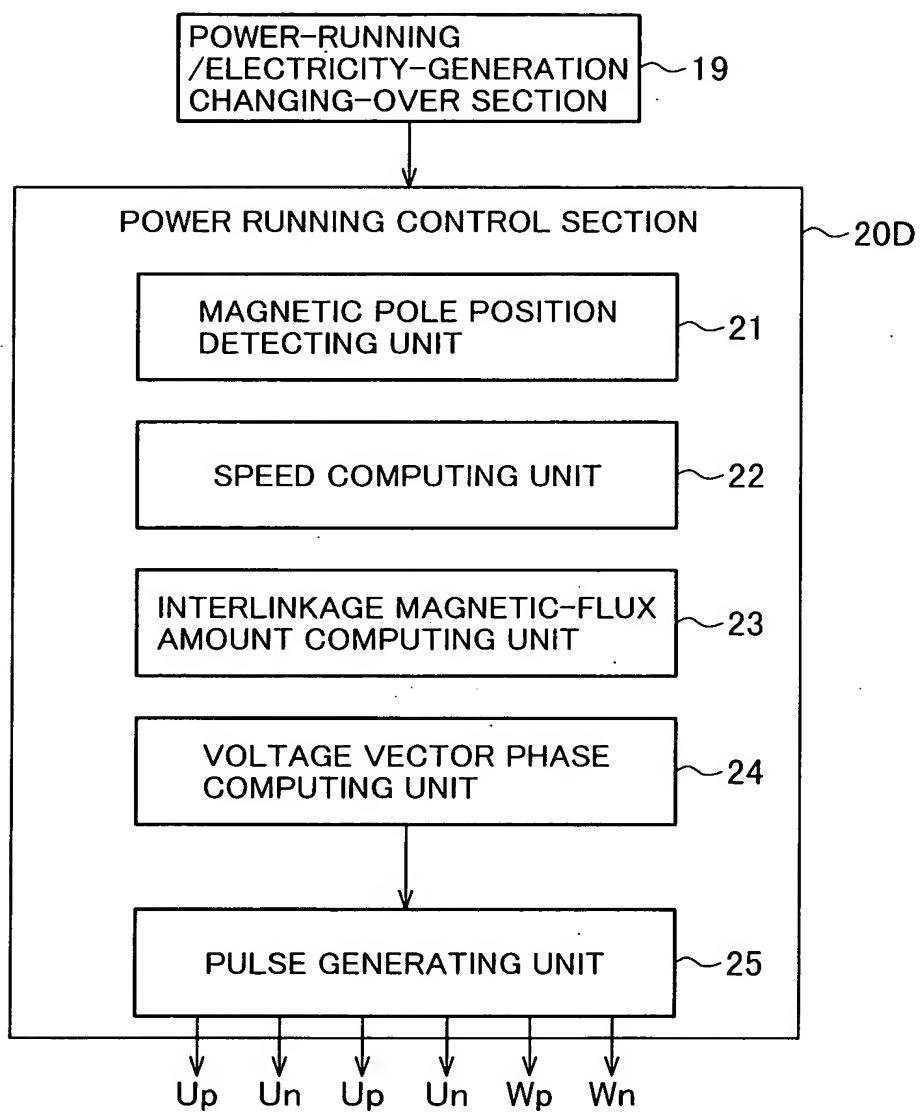 POWER-RUNNING
/ELECTRICITY-GENERATION
CHANGING-OVER SECTION
19
POWER RUNNING CONTROL SECTION
20D
MAGNETIC POLE POSITION
DETECTING UNIT
21
SPEED COMPUTING UNIT
22
INTERLINKAGE MAGNETIC-FLUX
AMOUNT COMPUTING UNIT
23
VOLTAGE VECTOR PHASE
COMPUTING UNIT
24
PULSE GENERATING UNIT
25
Up Un Up Un Wp Wn